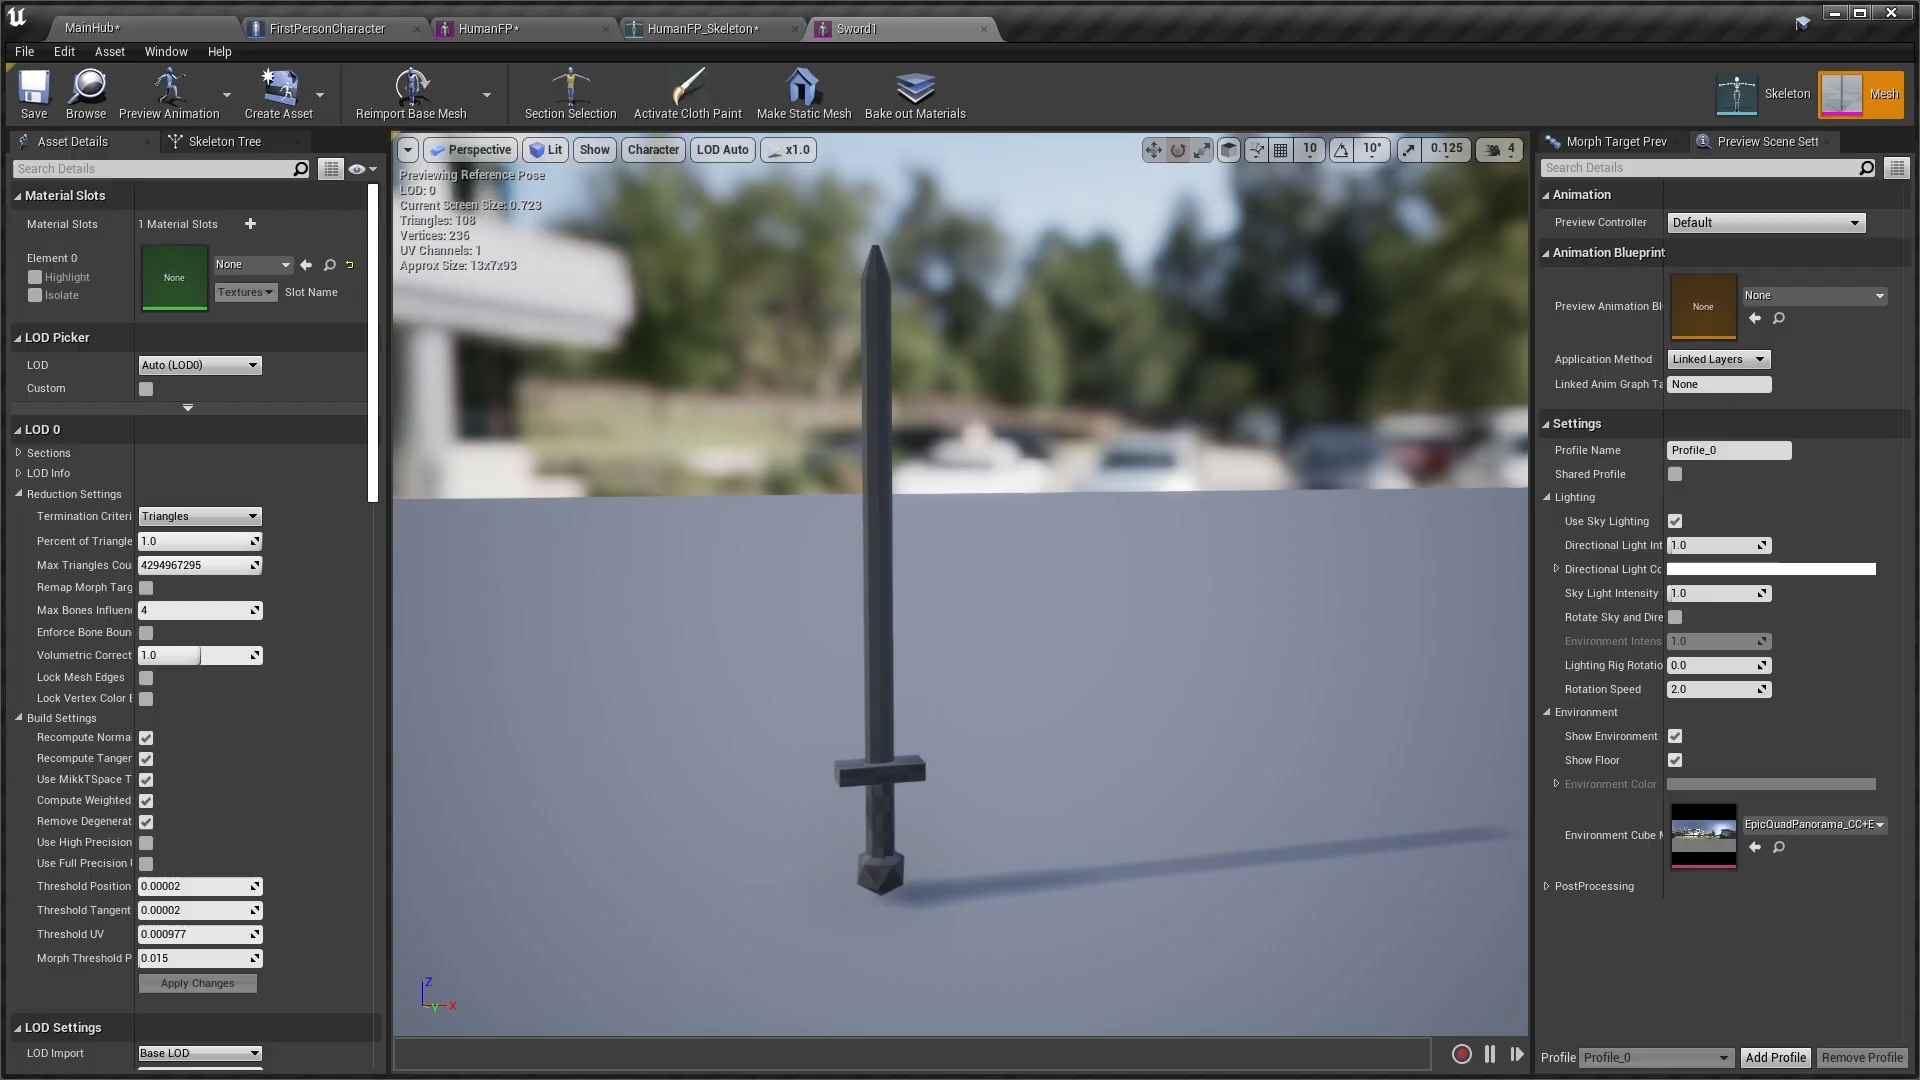 MainHub*
FirstPersonCharacter
HumanFP*
HumanFP_Skeleton*
Sword1
File Edit Asset Window Help
Save
Browse
Preview Animation
Create Asset
Reimport Base Mesh
Section Selection
Activate Cloth Paint
Make Static Mesh
Bake out Materials
Skeleton
Mesh
Asset Details
Skeleton Tree
Search Details
Material Slots
Material Slots 1 Material Slots
Element 0
Highlight
Isolate
None
None
Textures
Slot Name
LOD Picker
LOD Auto (LOD0)
Custom
LOD 0
Sections
LOD Info
Reduction Settings
Termination Criteri Triangles
Percent of Triangle 1.0
Max Triangles Cou 4294967295
Remap Morph Targ
Max Bones Influen 4
Enforce Bone Boun
Volumetric Correct 1.0
Lock Mesh Edges
Lock Vertex Color E
Build Settings
Recompute Norma
Recompute Tanger
Use MikkTSpace T
Compute Weighted
Remove Degenerat
Use High Precision
Use Full Precision
Threshold Position 0.00002
Threshold Tangent 0.00002
Threshold UV 0.000977
Morph Threshold P 0.015
Apply Changes
LOD Settings
LOD Import Base LOD
Perspective Lit Show Character LOD Auto x1.0
10 10° 0.125 4
Previewing Reference Pose
LOD: 0
Current Screen Size: 0.723
Triangles: 108
Vertices: 236
UV Channels: 1
Approx Size: 13x7x93
Z
Y
X
Morph Target Prev
Preview Scene Sett
Search Details
Animation
Preview Controller Default
Animation Blueprint
Preview Animation Bl None
None
Application Method Linked Layers
Linked Anim Graph Ta None
Settings
Profile Name Profile_0
Shared Profile
Lighting
Use Sky Lighting
Directional Light Int 1.0
Directional Light Co
Sky Light Intensity 1.0
Rotate Sky and Dire
Environment Intens 1.0
Lighting Rig Rotatio 0.0
Rotation Speed 2.0
Environment
Show Environment
Show Floor
Environment Color
Environment Cube M EpicQuadPanorama_CC+E
PostProcessing
Profile Profile_0 Add Profile Remove Profile